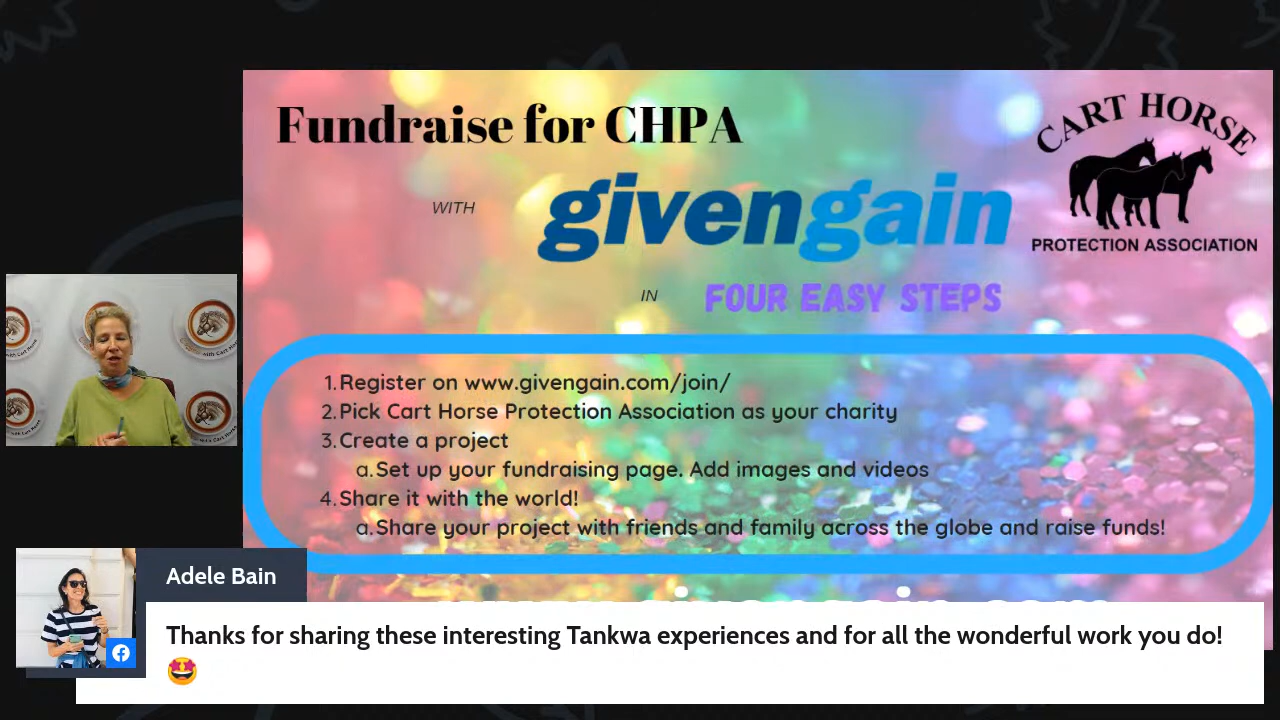 Fundraise for CHPA
WITH
givengain
CART HORSE
PROTECTION ASSOCIATION
IN
FOUR EASY STEPS
1.Register on www.givengain.com/join/
2.Pick Cart Horse Protection Association as your charity
3.Create a project
a.Set up your fundraising page. Add images and videos
4.Share it with the world!
a.Share your project with friends and family across the globe and raise funds!
Adele Bain
Thanks for sharing these interesting Tankwa experiences and for all the wonderful work you do!
🤩